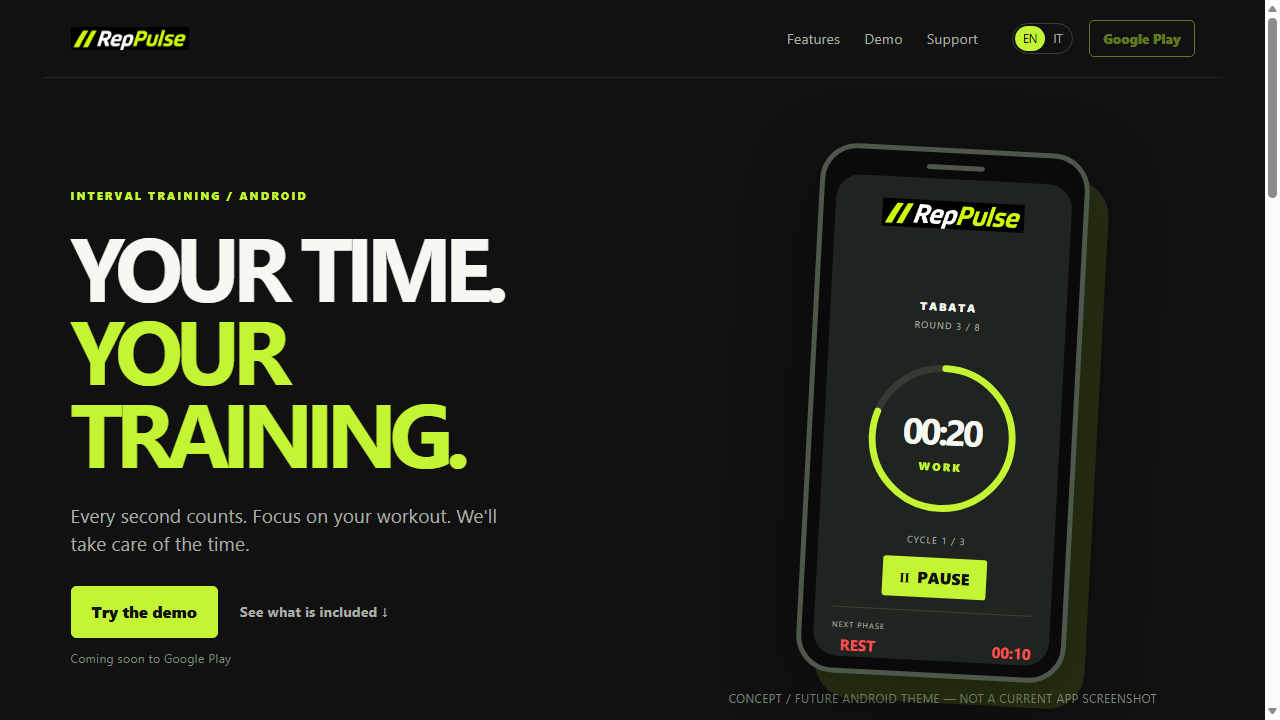 // RepPulse
Features Demo Support EN IT Google Play
INTERVAL TRAINING / ANDROID
YOUR TIME.
YOUR
TRAINING.
Every second counts. Focus on your workout. We'll
take care of the time.
Try the demo See what is included ↓
Coming soon to Google Play
// RepPulse
TABATA
ROUND 3 / 8
00:20
WORK
CYCLE 1 / 3
II PAUSE
NEXT PHASE
REST 00:10
CONCEPT / FUTURE ANDROID THEME — NOT A CURRENT APP SCREENSHOT